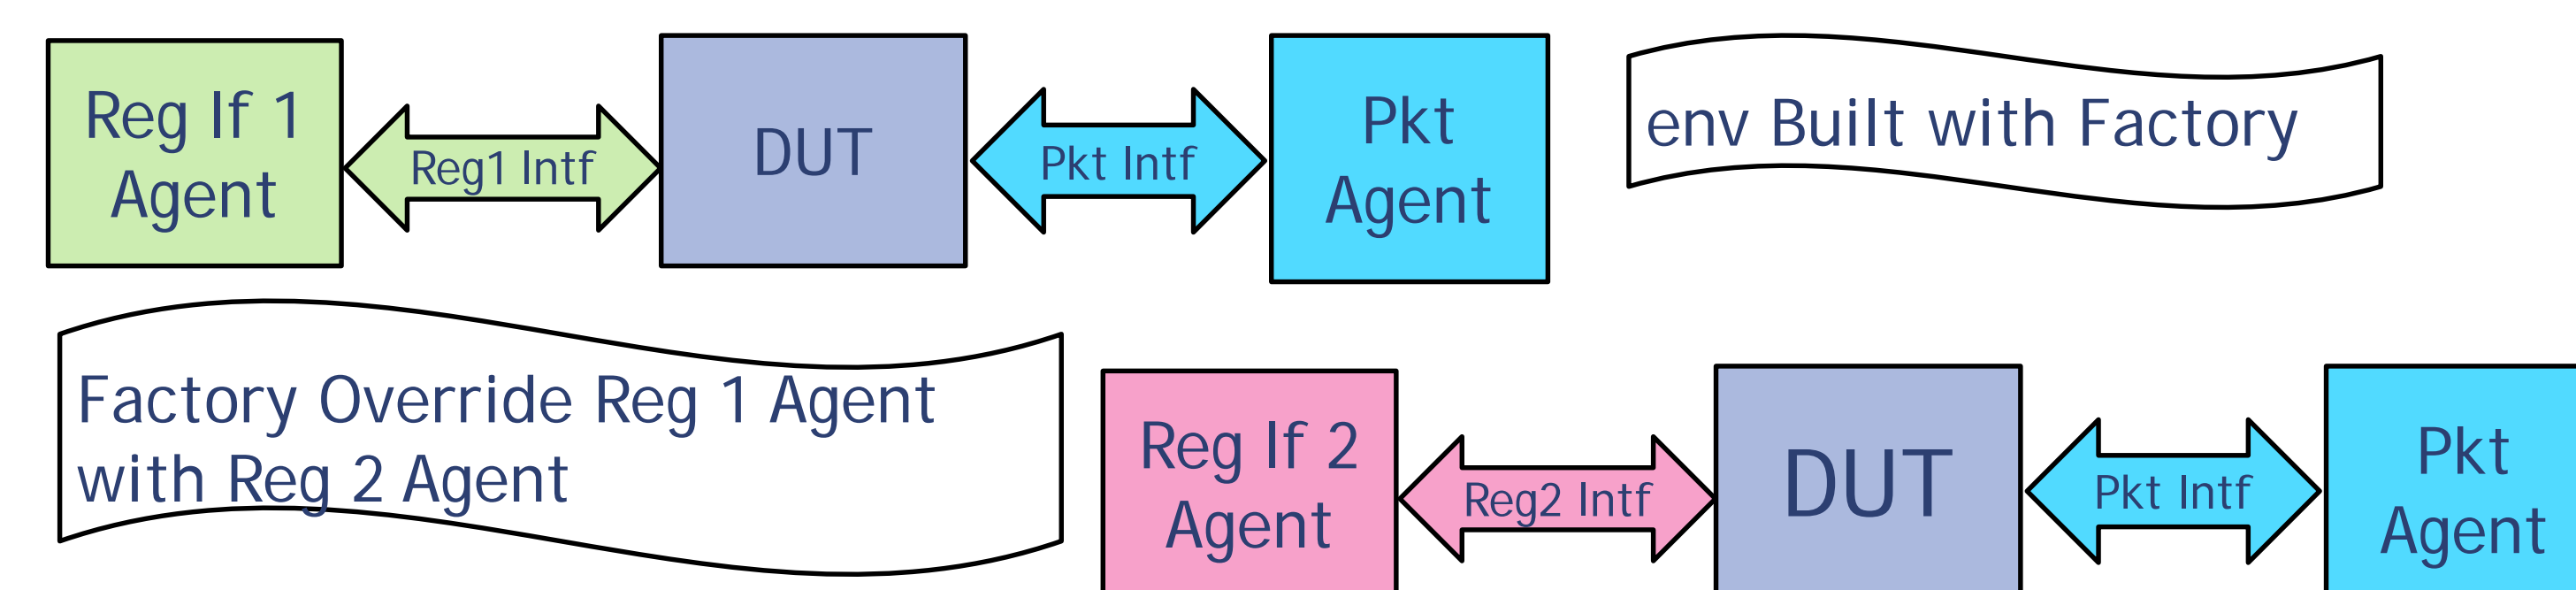 Reg If 1
Agent
Reg1 Intf
DUT
Pkt Intf
Pkt
Agent
env Built with Factory
Factory Override Reg 1 Agent
with Reg 2 Agent
Reg If 2
Agent
Reg2 Intf
DUT
Pkt Intf
Pkt
Agent